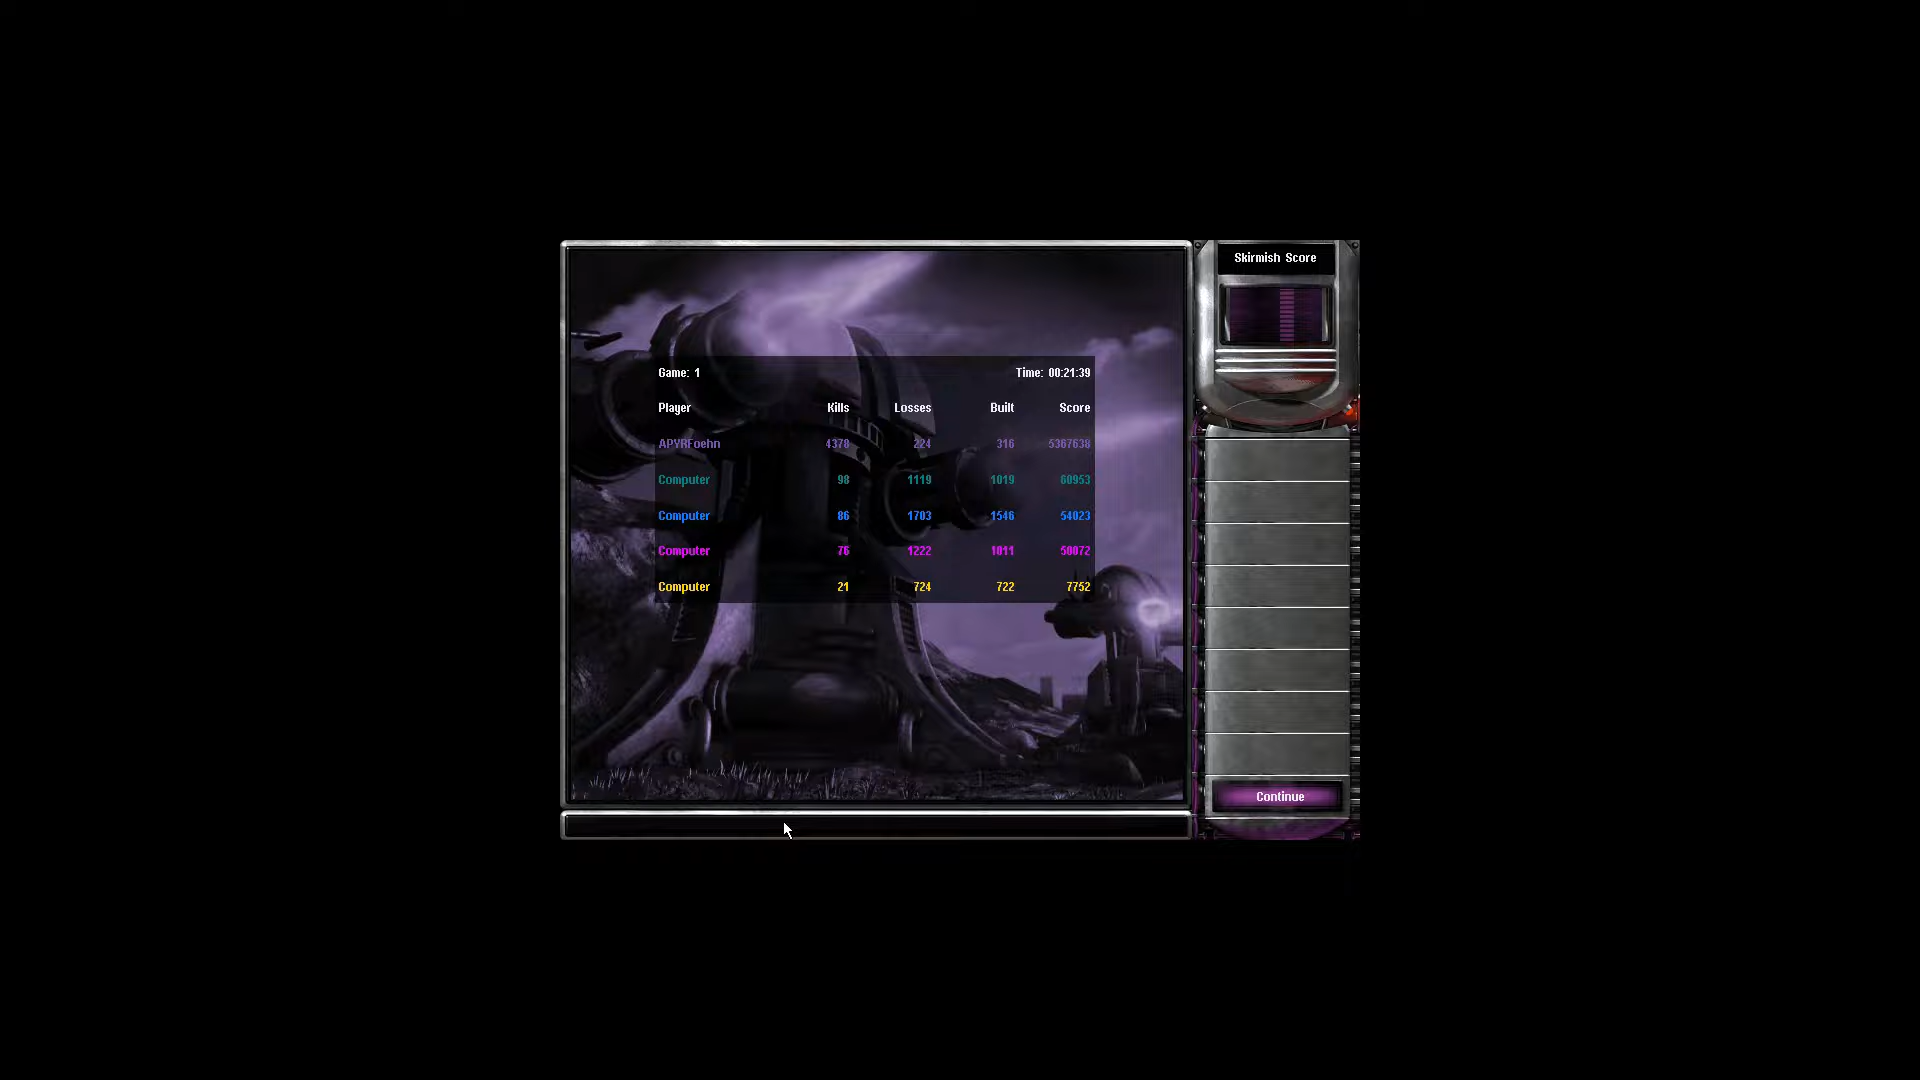 Skirmish Score
Game: 1 Time: 00:21:39
Player Kills Losses Built Score
APYRFoehn 4378 224 316 5367638
Computer 98 1119 1019 60953
Computer 86 1703 1546 54023
Computer 76 1222 1011 50072
Computer 21 724 722 7752
Continue